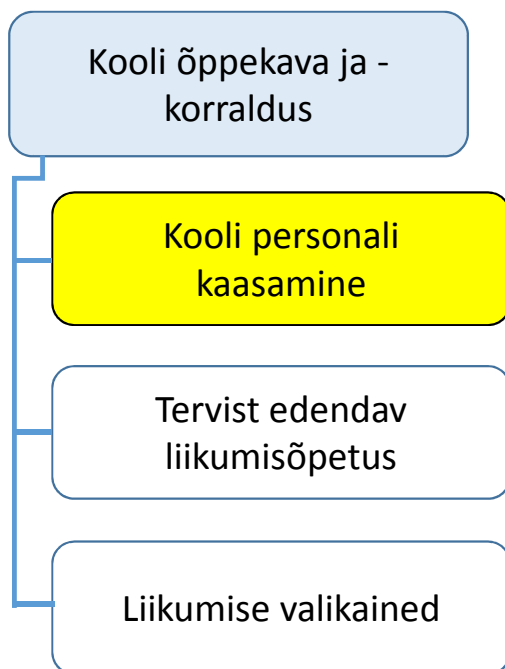 Kooli õppekava ja -
korraldus
Kooli personali
kaasamine
Tervist edendav
liikumisõpetus
Liikumise valikained